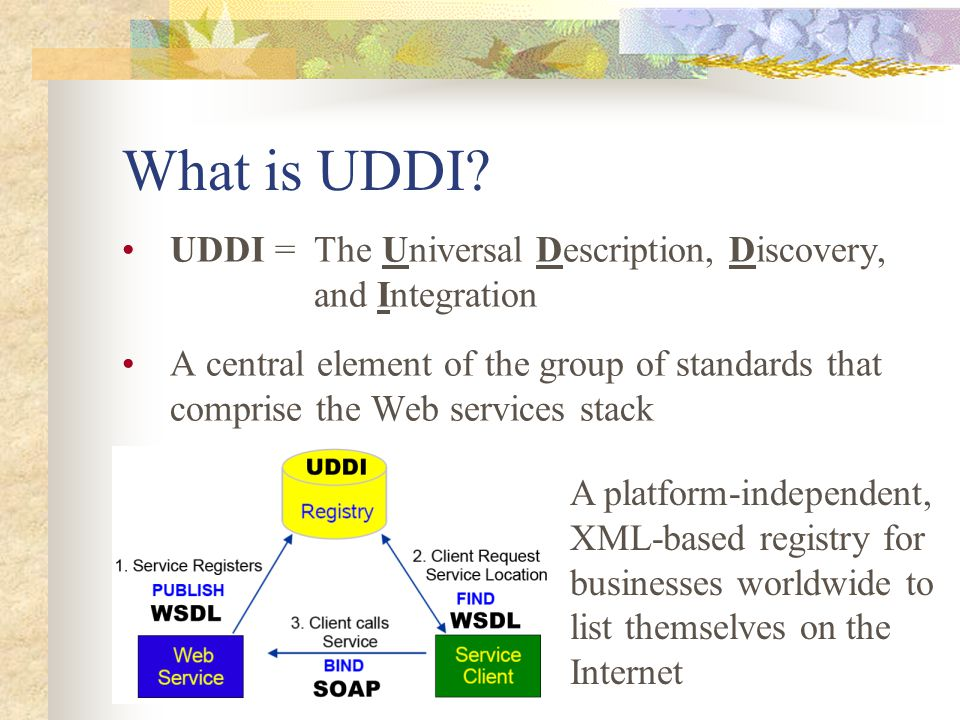 What is UDDI?
• UDDI = The Universal Description, Discovery,
and Integration
• A central element of the group of standards that
comprise the Web services stack
UDDI
Registry
1. Service Registers
PUBLISH
WSDL
2. Client Request
Service Location
FIND
WSDL
3. Client calls
Service
BIND
SOAP
Web
Service
Service
Client
A platform-independent,
XML-based registry for
businesses worldwide to
list themselves on the
Internet